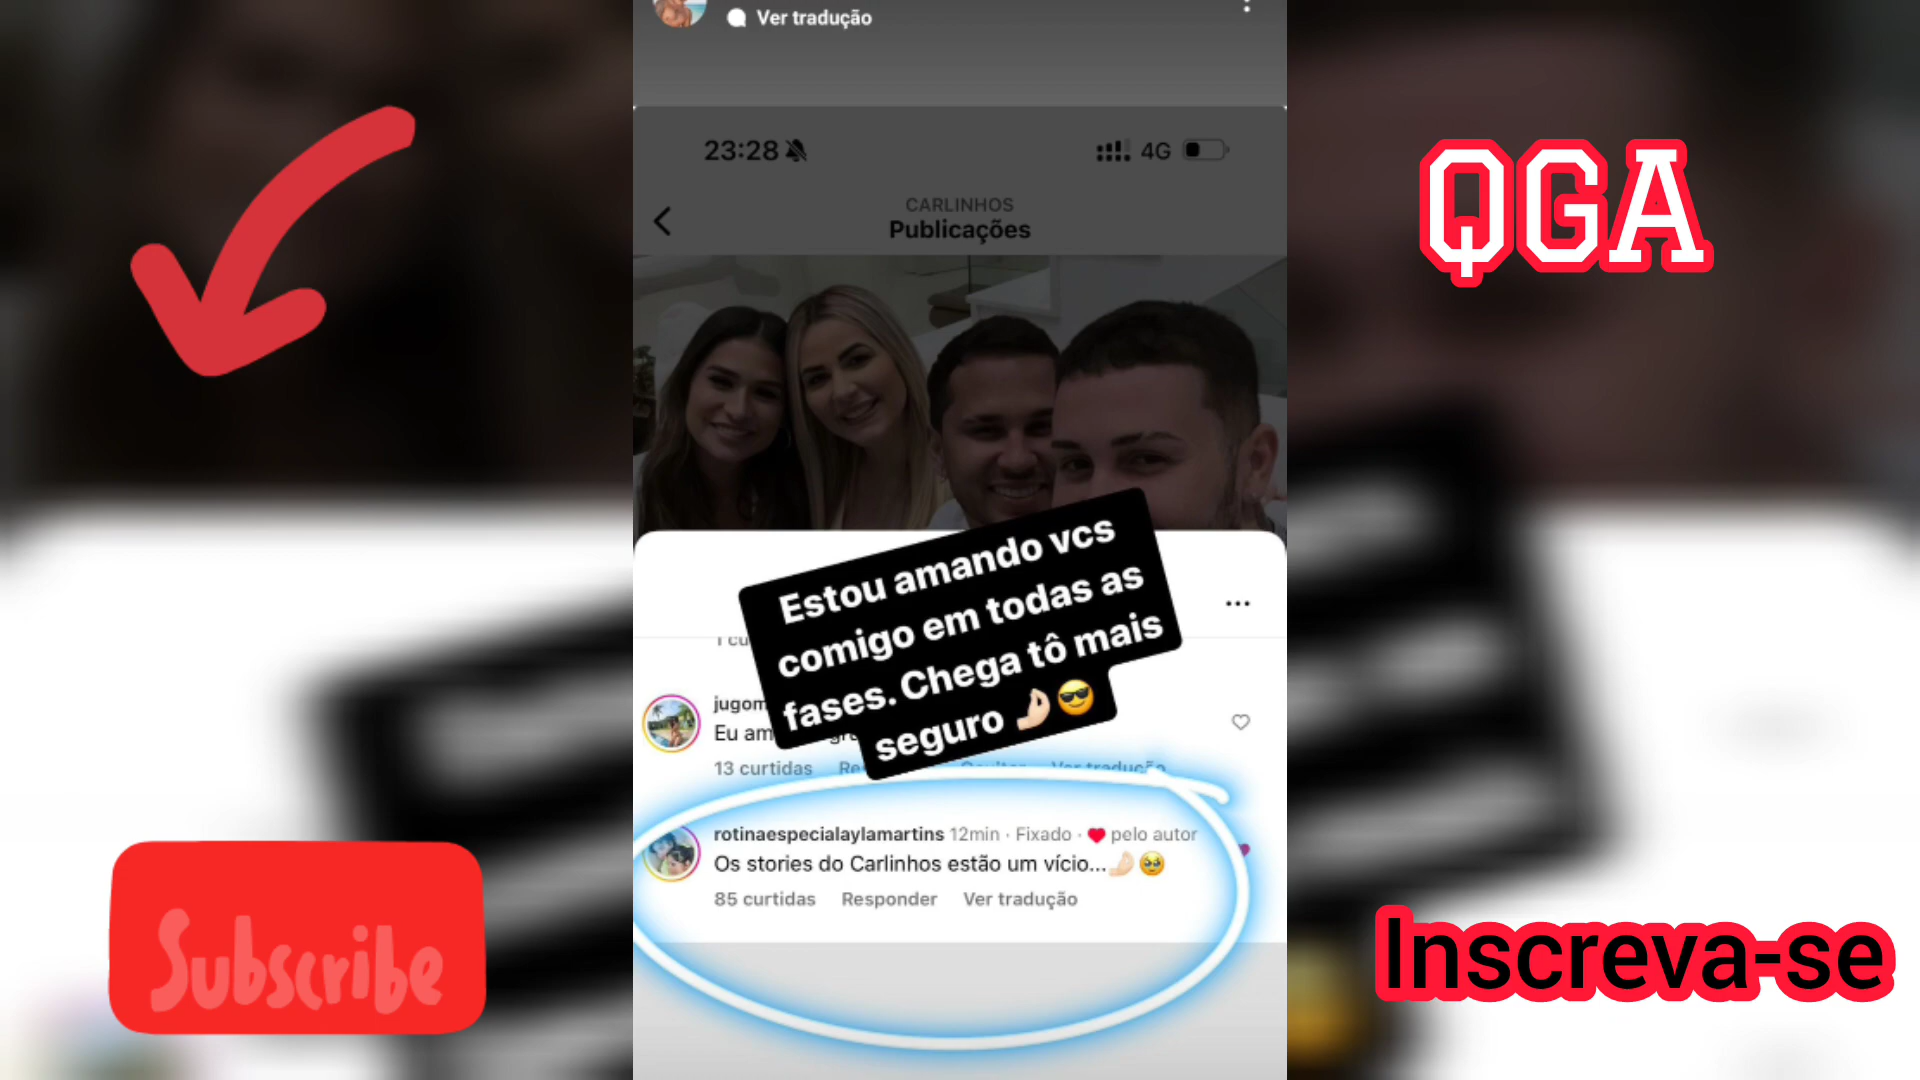 Ver tradução
23:28
4G
CARLINHOS
Publicações
QGA
Estou amando vcs
comigo em todas as
fases. Chega tô mais
seguro 👌🏻😎
Eu
13 curtidas
Ver tradução
rotinaespecialaylamartins 12min · Fixado · ❤️ pelo autor
Os stories do Carlinhos estão um vício...👌🏻🥹
85 curtidas Responder Ver tradução
Subscribe
Inscreva-se